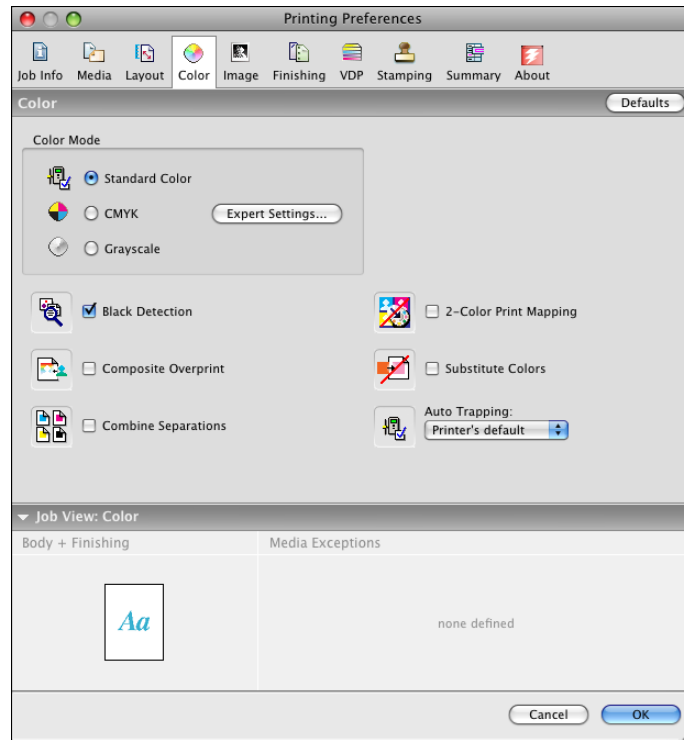 Printing Preferences
Job Info Media Layout Color Image Finishing VDP Stamping Summary About
Color Defaults
Color Mode
Standard Color
CMYK Expert Settings...
Grayscale
Black Detection 2-Color Print Mapping
Composite Overprint Substitute Colors
Combine Separations Auto Trapping:
Printer's default
Job View: Color
Body + Finishing Media Exceptions
Aa none defined
Cancel OK